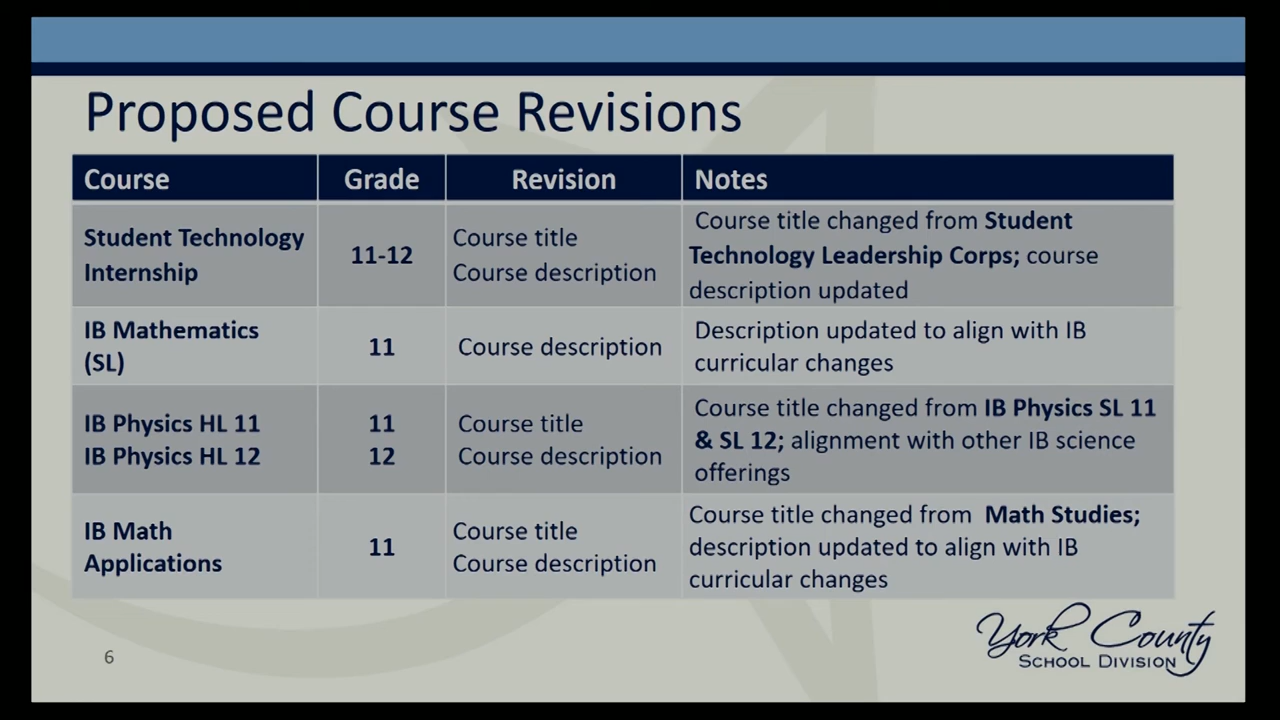 Proposed Course Revisions
Course Grade Revision Notes
Student Technology
Internship
11-12
Course title
Course description
Course title changed from Student
Technology Leadership Corps; course
description updated
IB Mathematics
(SL)
11
Course description
Description updated to align with IB
curricular changes
IB Physics HL 11
IB Physics HL 12
11
12
Course title
Course description
Course title changed from IB Physics SL 11
& SL 12; alignment with other IB science
offerings
IB Math
Applications
11
Course title
Course description
Course title changed from Math Studies;
description updated to align with IB
curricular changes
6
York County
SCHOOL DIVISION